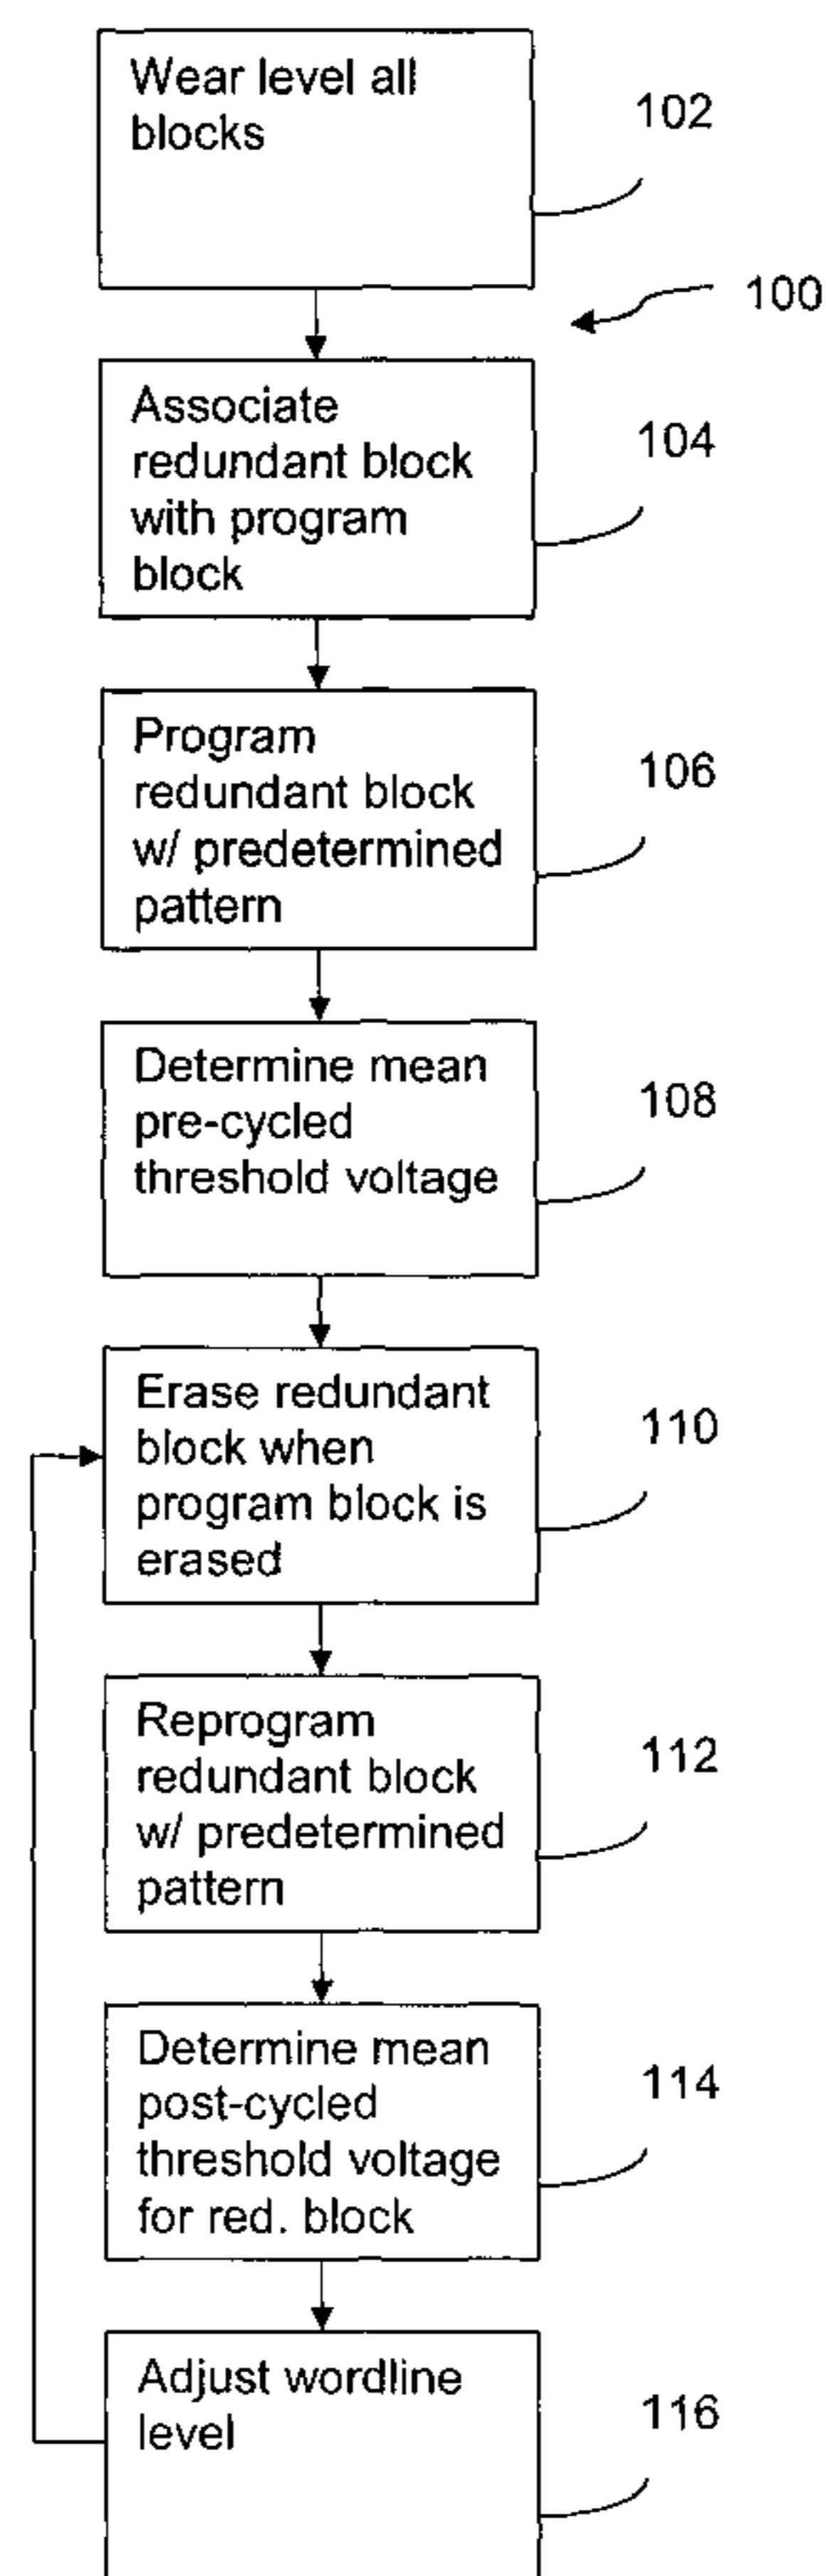 Wear level all
blocks
102
100
Associate
redundant block
with program
block
104
Program
redundant block
w/ predetermined
pattern
106
Determine mean
pre-cycled
threshold voltage
108
Erase redundant
block when
program block is
erased
110
Reprogram
redundant block
w/ predetermined
pattern
112
Determine mean
post-cycled
threshold voltage
for red. block
114
Adjust wordline
level
116